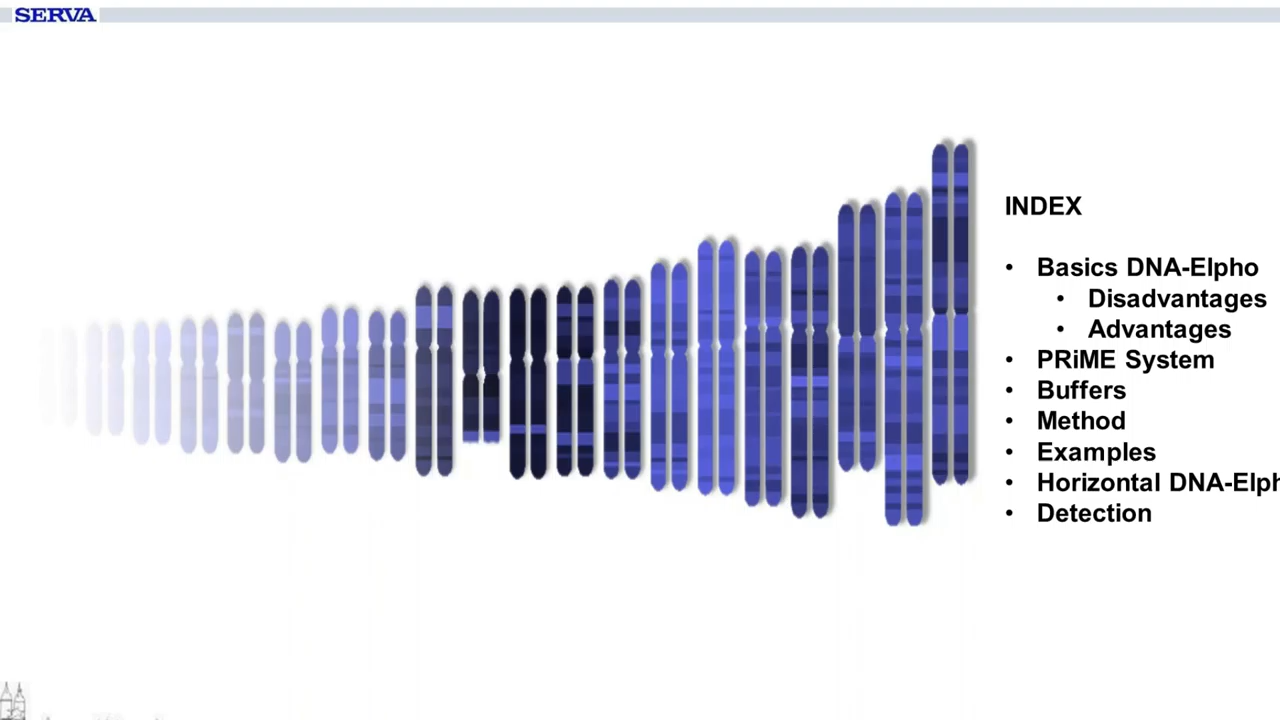 SERVA
INDEX
• Basics DNA-Elpho
• Disadvantages
• Advantages
• PRiME System
• Buffers
• Method
• Examples
• Horizontal DNA-Elph
• Detection